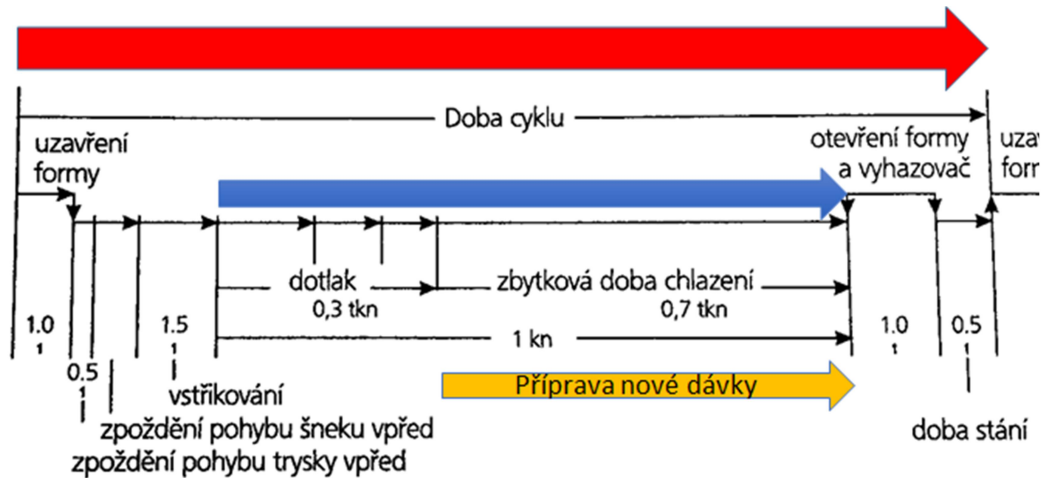 Doba cyklu
uzavření
formy
otevření formy
a vyhazovač
uzav
form
dotlak
0,3 tkn
zbytková doba chlazení
0,7 tkn
1.0
1.5
1 kn
1.0
0.5
0.5
Příprava nové dávky
vstřikování
zpoždění pohybu šneku vpřed
zpoždění pohybu trysky vpřed
doba stání